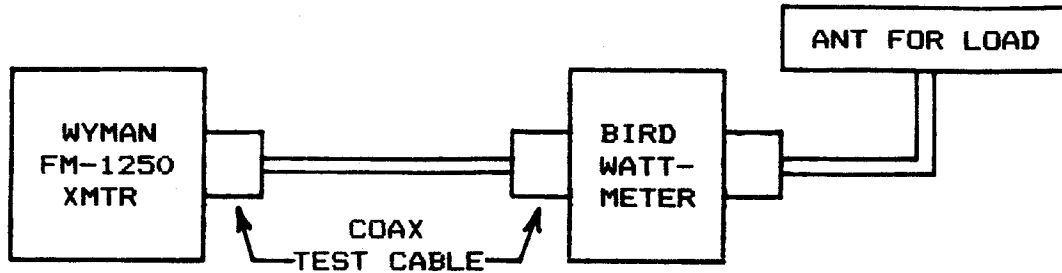 ANT FOR LOAD
WYMAN
FM-1250
XMTR
BIRD
WATT-
METER
COAX
TEST CABLE